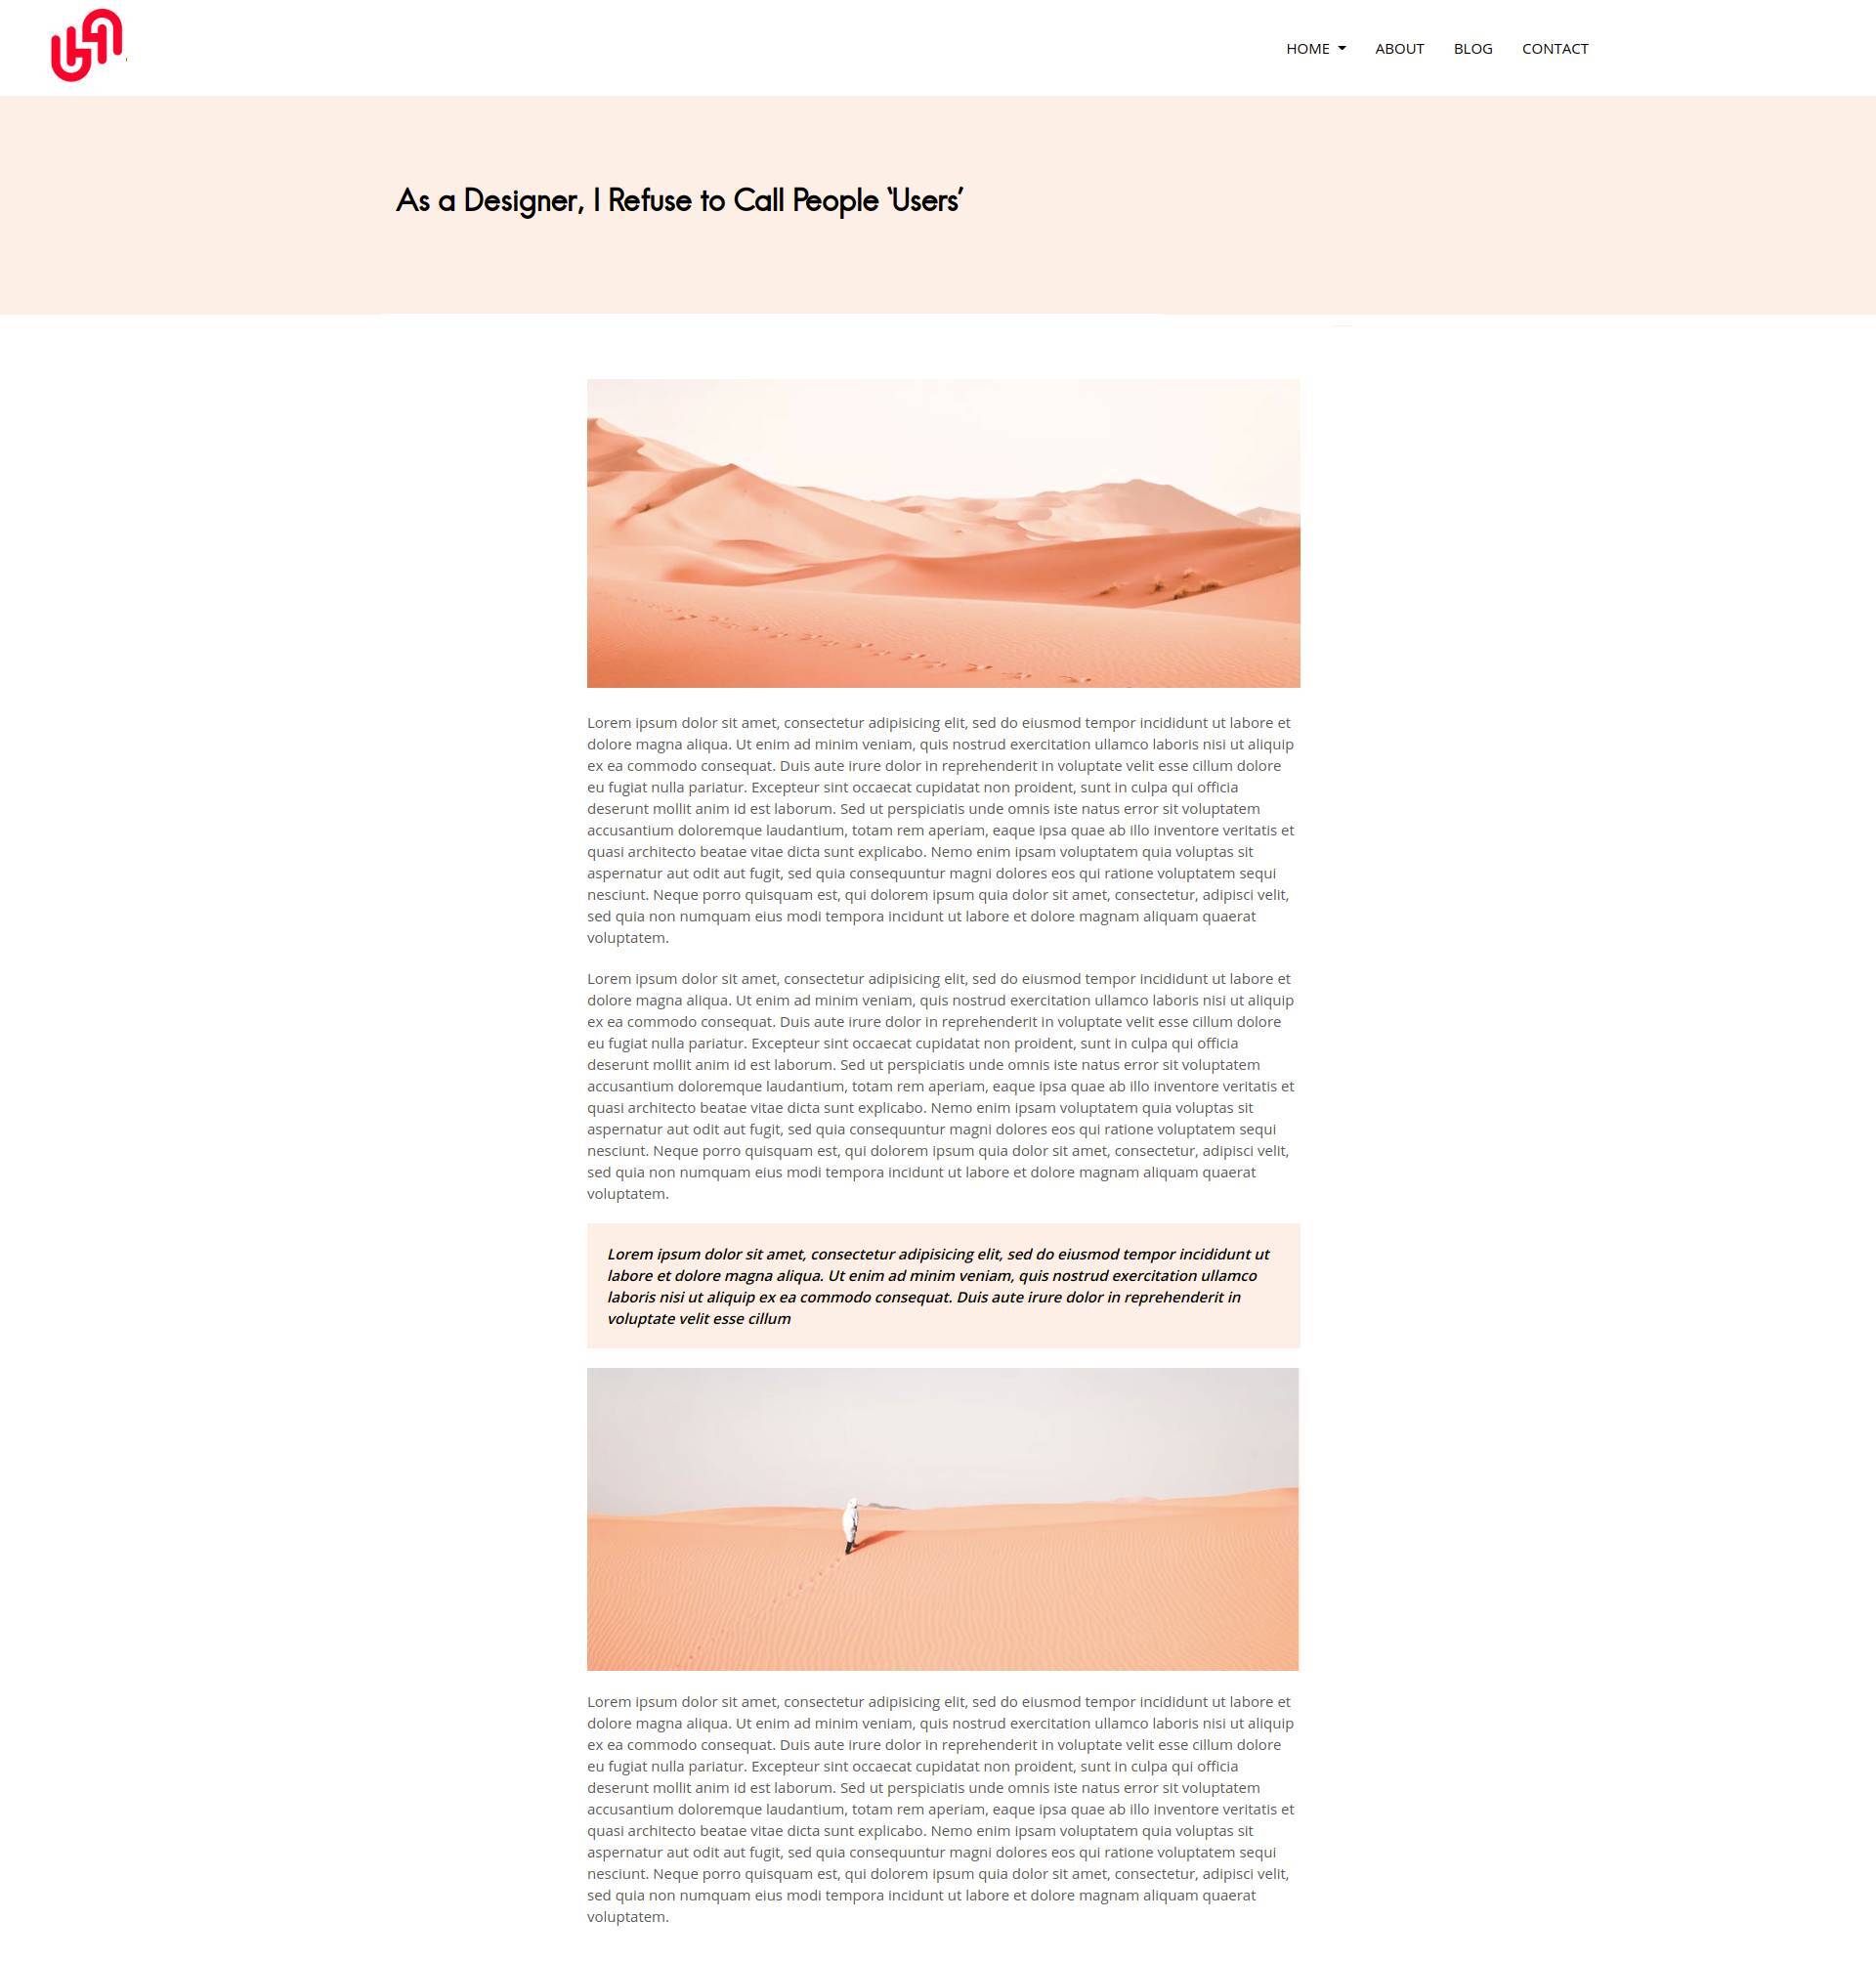 HOME ABOUT BLOG CONTACT
As a Designer, I Refuse to Call People ‘Users’
Lorem ipsum dolor sit amet, consectetur adipisicing elit, sed do eiusmod tempor incididunt ut labore et
dolore magna aliqua. Ut enim ad minim veniam, quis nostrud exercitation ullamco laboris nisi ut aliquip
ex ea commodo consequat. Duis aute irure dolor in reprehenderit in voluptate velit esse cillum dolore
eu fugiat nulla pariatur. Excepteur sint occaecat cupidatat non proident, sunt in culpa qui officia
deserunt mollit anim id est laborum. Sed ut perspiciatis unde omnis iste natus error sit voluptatem
accusantium doloremque laudantium, totam rem aperiam, eaque ipsa quae ab illo inventore veritatis et
quasi architecto beatae vitae dicta sunt explicabo. Nemo enim ipsam voluptatem quia voluptas sit
aspernatur aut odit aut fugit, sed quia consequuntur magni dolores eos qui ratione voluptatem sequi
nesciunt. Neque porro quisquam est, qui dolorem ipsum quia dolor sit amet, consectetur, adipisci velit,
sed quia non numquam eius modi tempora incidunt ut labore et dolore magnam aliquam quaerat
voluptatem.
Lorem ipsum dolor sit amet, consectetur adipisicing elit, sed do eiusmod tempor incididunt ut labore et
dolore magna aliqua. Ut enim ad minim veniam, quis nostrud exercitation ullamco laboris nisi ut aliquip
ex ea commodo consequat. Duis aute irure dolor in reprehenderit in voluptate velit esse cillum dolore
eu fugiat nulla pariatur. Excepteur sint occaecat cupidatat non proident, sunt in culpa qui officia
deserunt mollit anim id est laborum. Sed ut perspiciatis unde omnis iste natus error sit voluptatem
accusantium doloremque laudantium, totam rem aperiam, eaque ipsa quae ab illo inventore veritatis et
quasi architecto beatae vitae dicta sunt explicabo. Nemo enim ipsam voluptatem quia voluptas sit
aspernatur aut odit aut fugit, sed quia consequuntur magni dolores eos qui ratione voluptatem sequi
nesciunt. Neque porro quisquam est, qui dolorem ipsum quia dolor sit amet, consectetur, adipisci velit,
sed quia non numquam eius modi tempora incidunt ut labore et dolore magnam aliquam quaerat
voluptatem.
Lorem ipsum dolor sit amet, consectetur adipisicing elit, sed do eiusmod tempor incididunt ut
labore et dolore magna aliqua. Ut enim ad minim veniam, quis nostrud exercitation ullamco
laboris nisi ut aliquip ex ea commodo consequat. Duis aute irure dolor in reprehenderit in
voluptate velit esse cillum
Lorem ipsum dolor sit amet, consectetur adipisicing elit, sed do eiusmod tempor incididunt ut labore et
dolore magna aliqua. Ut enim ad minim veniam, quis nostrud exercitation ullamco laboris nisi ut aliquip
ex ea commodo consequat. Duis aute irure dolor in reprehenderit in voluptate velit esse cillum dolore
eu fugiat nulla pariatur. Excepteur sint occaecat cupidatat non proident, sunt in culpa qui officia
deserunt mollit anim id est laborum. Sed ut perspiciatis unde omnis iste natus error sit voluptatem
accusantium doloremque laudantium, totam rem aperiam, eaque ipsa quae ab illo inventore veritatis et
quasi architecto beatae vitae dicta sunt explicabo. Nemo enim ipsam voluptatem quia voluptas sit
aspernatur aut odit aut fugit, sed quia consequuntur magni dolores eos qui ratione voluptatem sequi
nesciunt. Neque porro quisquam est, qui dolorem ipsum quia dolor sit amet, consectetur, adipisci velit,
sed quia non numquam eius modi tempora incidunt ut labore et dolore magnam aliquam quaerat
voluptatem.